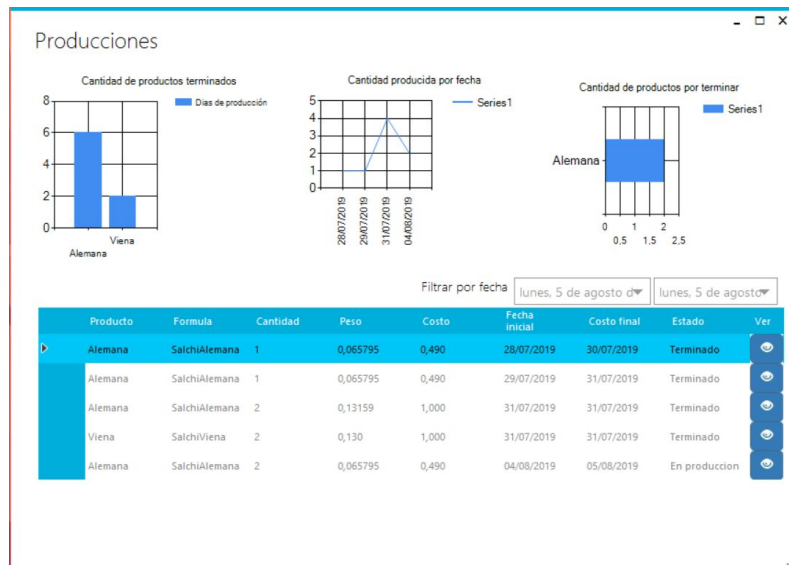 Producciones
Cantidad de productos terminados
8
6
4
2
0
Alemana
Viena
Dias de producción
Cantidad producida por fecha
5
4
3
2
1
0
28/07/2019
29/07/2019
31/07/2019
04/08/2019
Series1
Cantidad de productos por terminar
Alemana
0 1 2
0,5 1,5 2,5
Series1
Filtrar por fecha lunes, 5 de agosto d lunes, 5 de agosto
Producto Formula Cantidad Peso Costo Fecha inicial Costo final Estado Ver
Alemana SalchiAlemana 1 0,065795 0,490 28/07/2019 30/07/2019 Terminado
Alemana SalchiAlemana 1 0,065795 0,490 29/07/2019 31/07/2019 Terminado
Alemana SalchiAlemana 2 0,13159 1,000 31/07/2019 31/07/2019 Terminado
Viena SalchiViena 2 0,130 1,000 31/07/2019 31/07/2019 Terminado
Alemana SalchiAlemana 2 0,065795 0,490 04/08/2019 05/08/2019 En produccion